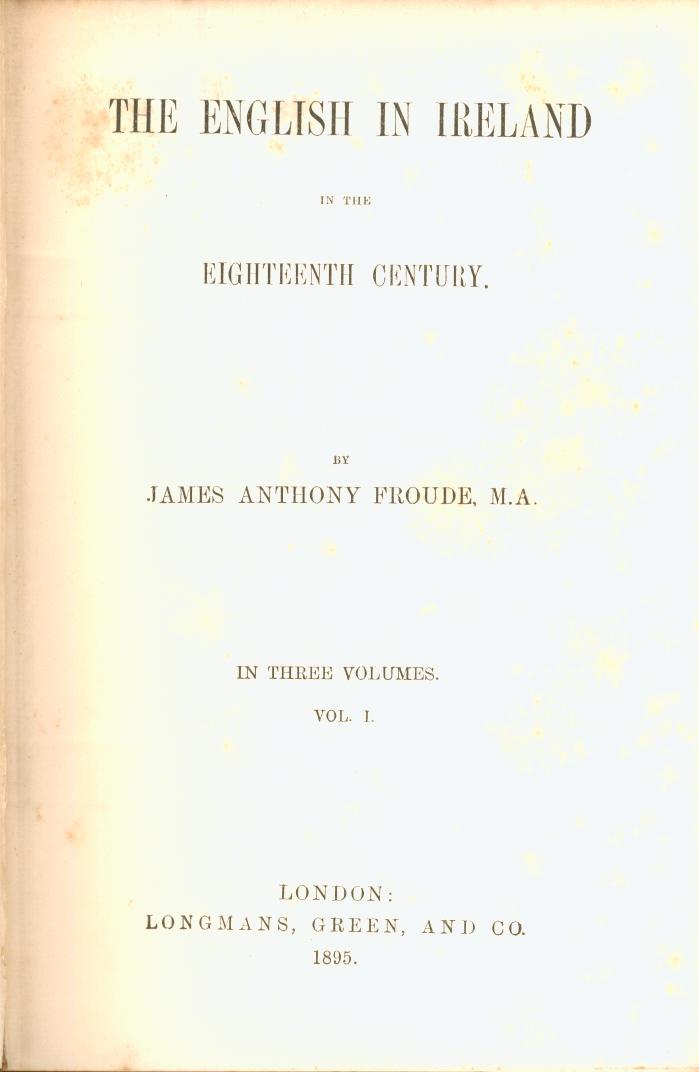 THE ENGLISH IN IRELAND
IN THE
EIGHTEENTH CENTURY.
BY
JAMES ANTHONY FROUDE, M.A.
IN THREE VOLUMES.
VOL. I.
LONDON:
LONGMANS, GREEN, AND CO.
1895.